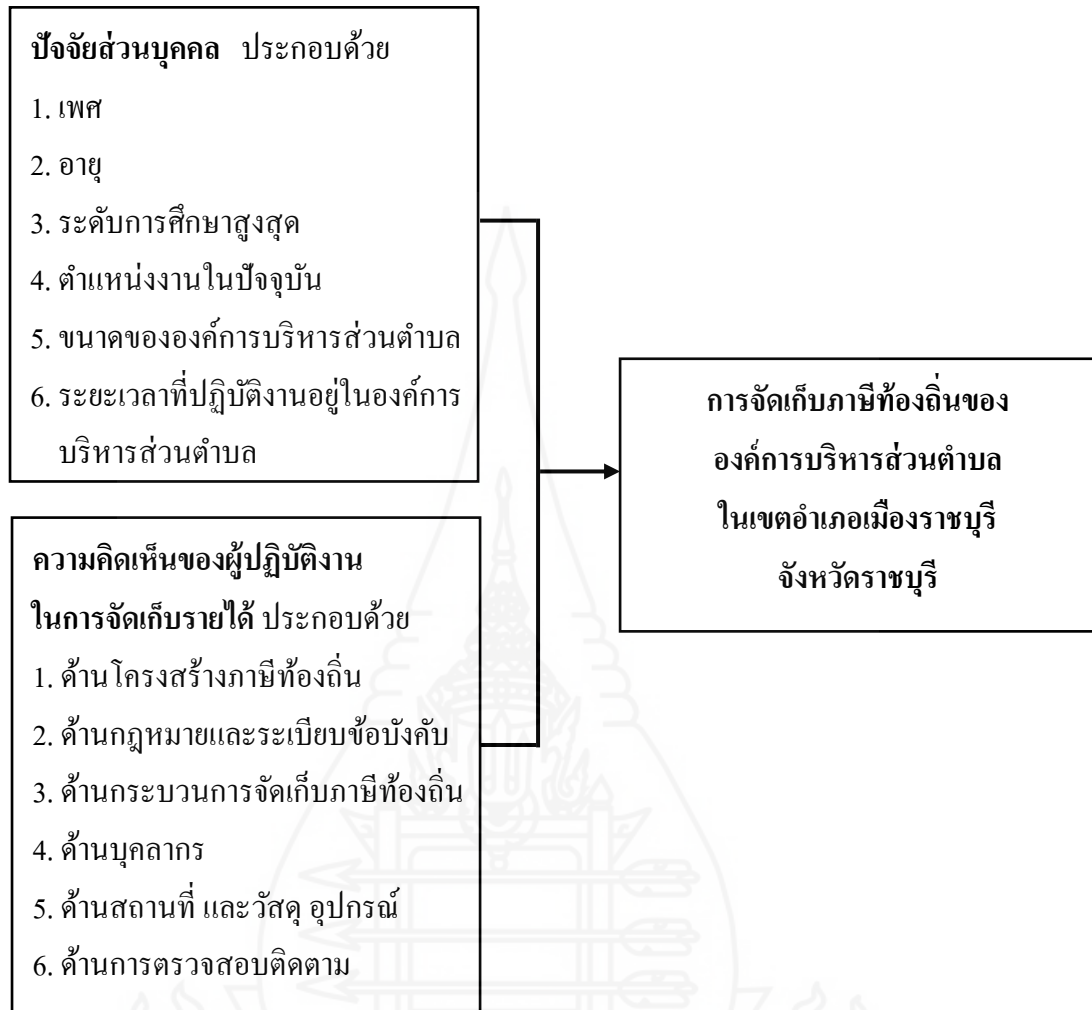 ปัจจัยส่วนบุคคล ประกอบด้วย
1. เพศ
2. อายุ
3. ระดับการศึกษาสูงสุด
4. ตำแหน่งงานในปัจจุบัน
5. ขนาดขององค์การบริหารส่วนตำบล
6. ระยะเวลาที่ปฏิบัติงานอยู่ในองค์การ
บริหารส่วนตำบล
ความคิดเห็นของผู้ปฏิบัติงาน
ในการจัดเก็บรายได้ ประกอบด้วย
1. ด้านโครงสร้างภาษีท้องถิ่น
2. ด้านกฎหมายและระเบียบข้อบังคับ
3. ด้านกระบวนการจัดเก็บภาษีท้องถิ่น
4. ด้านบุคลากร
5. ด้านสถานที่ และวัสดุ อุปกรณ์
6. ด้านการตรวจสอบติดตาม
การจัดเก็บภาษีท้องถิ่นของ
องค์การบริหารส่วนตำบล
ในเขตอำเภอเมืองราชบุรี
จังหวัดราชบุรี